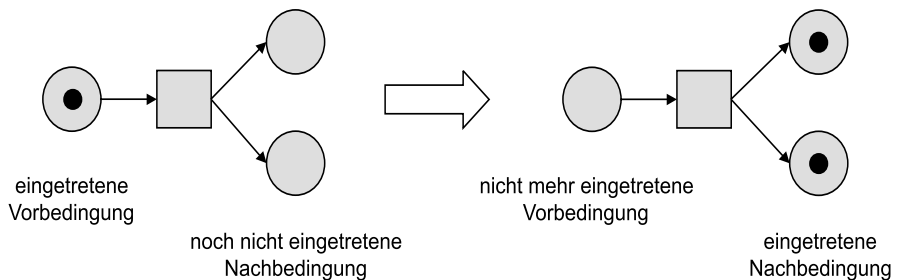 eingetretene
Vorbedingung
noch nicht eingetretene
Nachbedingung
nicht mehr eingetretene
Vorbedingung
eingetretene
Nachbedingung